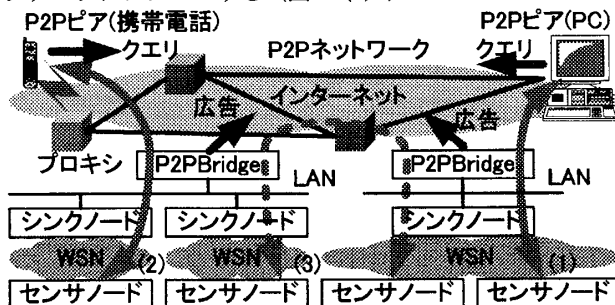 P2Pピア(携帯電話)
P2Pピア(PC)
クエリ
P2Pネットワーク
クエリ
インターネット
広告
広告
プロキシ
P2PBridge
P2PBridge
LAN
LAN
シンクノード
シンクノード
シンクノード
WSN
(2)
WSN
(3)
WSN
(1)
センサノード
センサノード
センサノード
センサノード